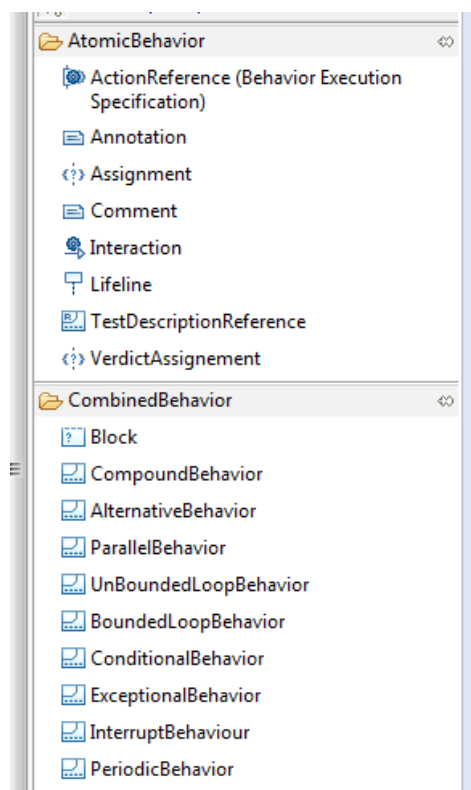 AtomicBehavior
ActionReference (Behavior Execution
Specification)
Annotation
Assignment
Comment
Interaction
Lifeline
TestDescriptionReference
VerdictAssignement
CombinedBehavior
Block
CompoundBehavior
AlternativeBehavior
ParallelBehavior
UnBoundedLoopBehavior
BoundedLoopBehavior
ConditionalBehavior
ExceptionalBehavior
InterruptBehaviour
PeriodicBehavior